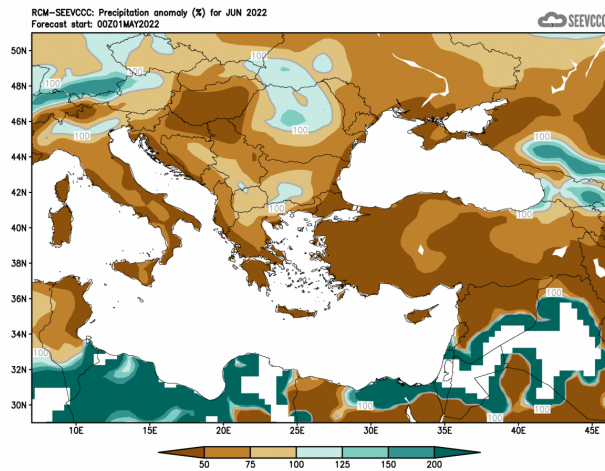 RCM-SEEVCCC: Precipitation anomaly (%) for JUN 2022
Forecast start: 00Z01MAY2022
SEEVCCC
50N
48N
46N
44N
42N
40N
38N
36N
34N
32N
30N
100
100
100
100
100
100
100
100
100
100
100
100
100
10E
15E
20E
25E
30E
35E
40E
45E
50 75 100 125 150 200